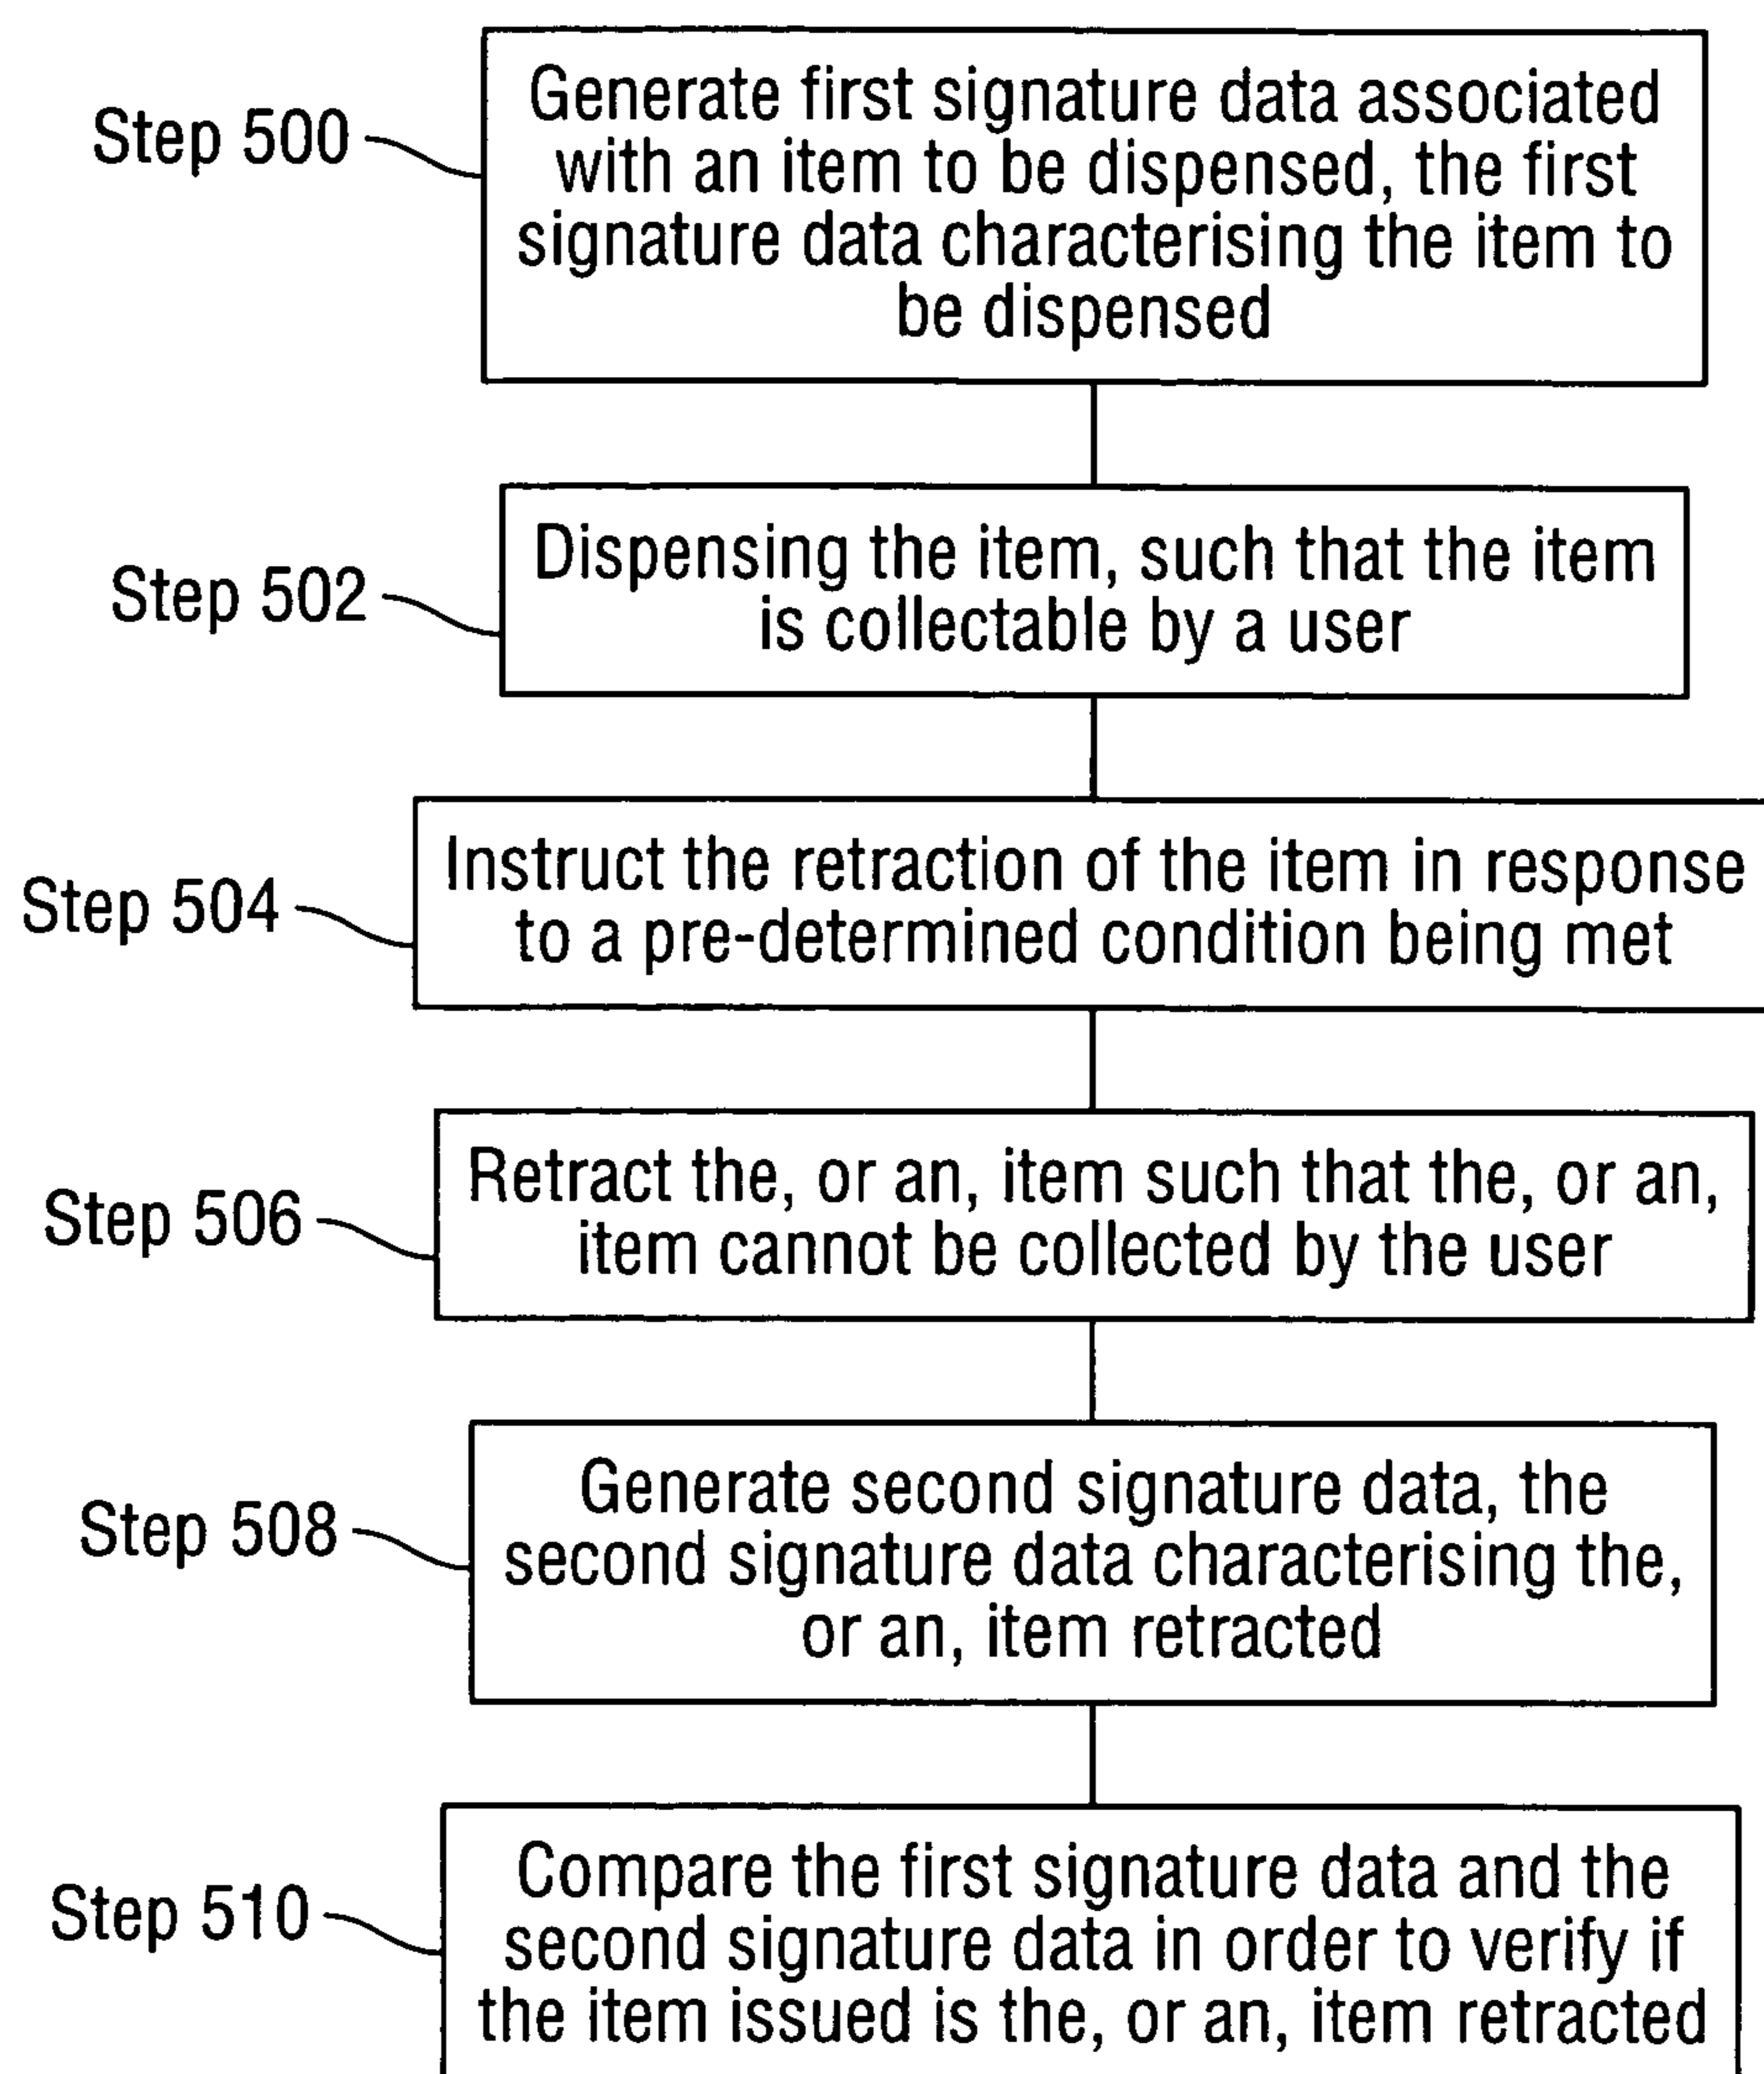 Step 500
Generate first signature data associated
with an item to be dispensed, the first
signature data characterising the item to
be dispensed
Step 502
Dispensing the item, such that the item
is collectable by a user
Step 504
Instruct the retraction of the item in response
to a pre-determined condition being met
Step 506
Retract the, or an, item such that the, or an,
item cannot be collected by the user
Step 508
Generate second signature data, the
second signature data characterising the,
or an, item retracted
Step 510
Compare the first signature data and the
second signature data in order to verify if
the item issued is the, or an, item retracted